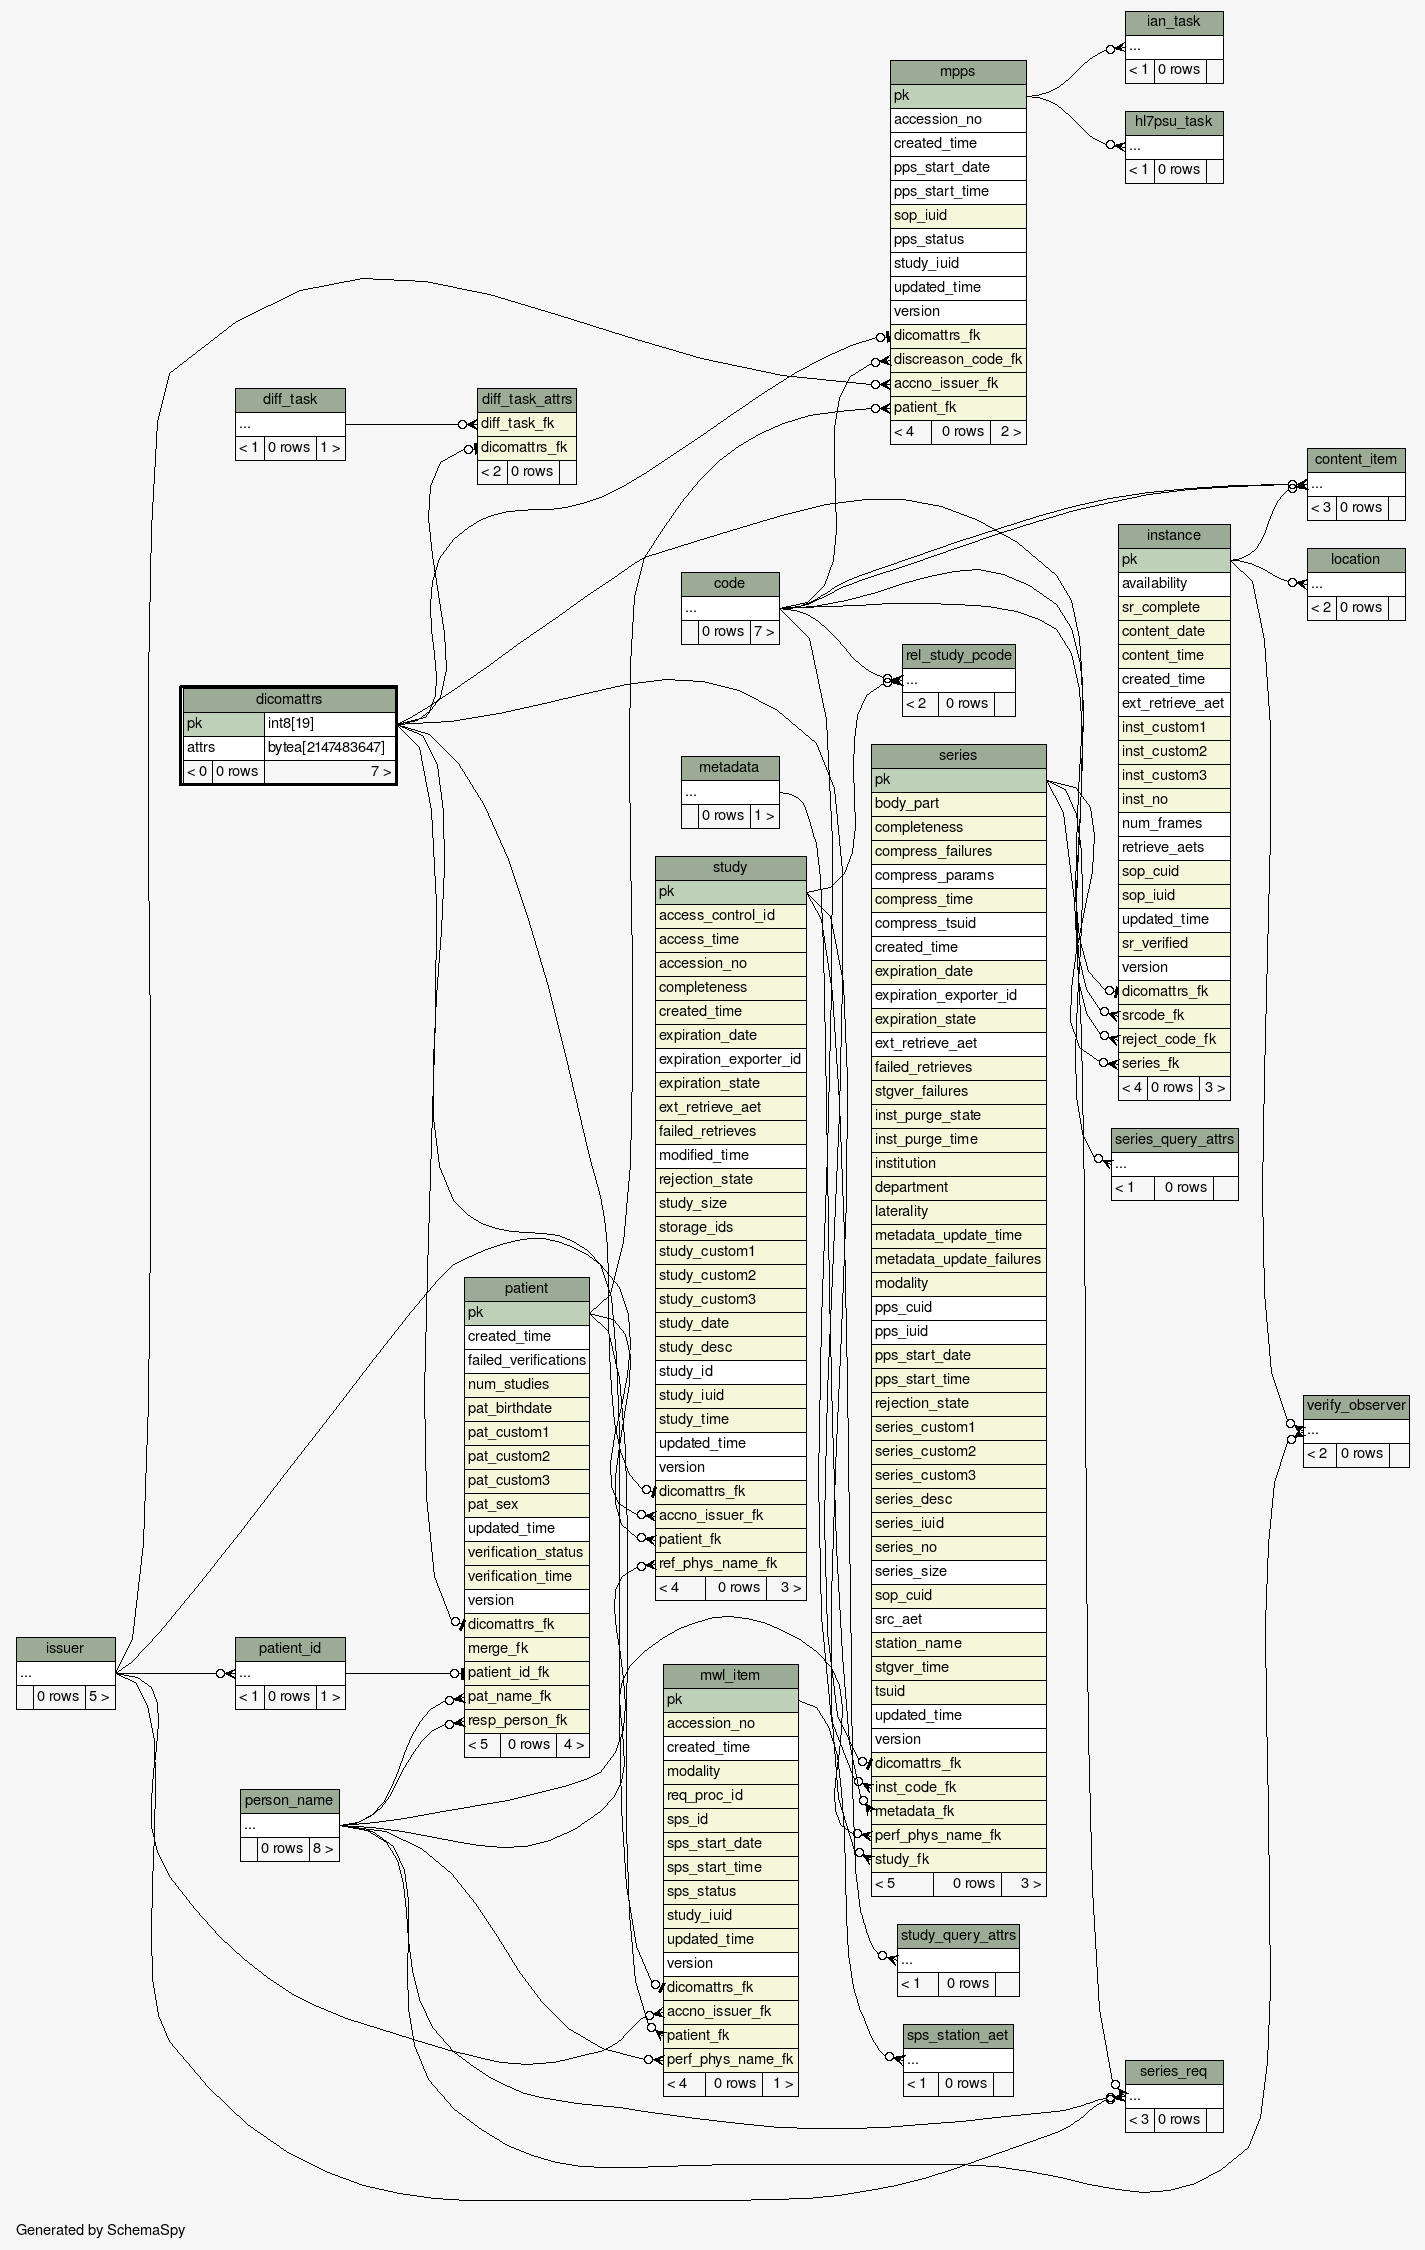 ian_task
...
< 1 0 rows
mpps
pk
accession_no
created_time
pps_start_date
pps_start_time
sop_iuid
pps_status
study_iuid
updated_time
version
dicomattrs_fk
discreason_code_fk
accno_issuer_fk
patient_fk
< 4 0 rows 2 >
hl7psu_task
...
< 1 0 rows
diff_task
...
< 1 0 rows 1 >
diff_task_attrs
diff_task_fk
dicomattrs_fk
< 2 0 rows
content_item
...
< 3 0 rows
instance
pk
availability
sr_complete
content_date
content_time
created_time
ext_retrieve_aet
inst_custom1
inst_custom2
inst_custom3
inst_no
num_frames
retrieve_aets
sop_cuid
sop_iuid
updated_time
sr_verified
version
dicomattrs_fk
srcode_fk
reject_code_fk
series_fk
< 4 0 rows 3 >
location
...
< 2 0 rows
code
...
0 rows 7 >
rel_study_pcode
...
< 2 0 rows
dicomattrs
pk int8[19]
attrs bytea[2147483647]
< 0 0 rows 7 >
metadata
...
0 rows 1 >
series
pk
body_part
completeness
compress_failures
compress_params
compress_time
compress_tsuid
created_time
expiration_date
expiration_exporter_id
expiration_state
ext_retrieve_aet
failed_retrieves
stgver_failures
inst_purge_state
inst_purge_time
institution
department
laterality
metadata_update_time
metadata_update_failures
modality
pps_cuid
pps_iuid
pps_start_date
pps_start_time
rejection_state
series_custom1
series_custom2
series_custom3
series_desc
series_iuid
series_no
series_size
sop_cuid
src_aet
station_name
stgver_time
tsuid
updated_time
version
dicomattrs_fk
inst_code_fk
metadata_fk
perf_phys_name_fk
study_fk
< 5 0 rows 3 >
study
pk
access_control_id
access_time
accession_no
completeness
created_time
expiration_date
expiration_exporter_id
expiration_state
ext_retrieve_aet
failed_retrieves
modified_time
rejection_state
study_size
storage_ids
study_custom1
study_custom2
study_custom3
study_date
study_desc
study_id
study_iuid
study_time
updated_time
version
dicomattrs_fk
accno_issuer_fk
patient_fk
ref_phys_name_fk
< 4 0 rows 3 >
series_query_attrs
...
< 1 0 rows
patient
pk
created_time
failed_verifications
num_studies
pat_birthdate
pat_custom1
pat_custom2
pat_custom3
pat_sex
updated_time
verification_status
verification_time
version
dicomattrs_fk
merge_fk
patient_id_fk
pat_name_fk
resp_person_fk
< 5 0 rows 4 >
verify_observer
...
< 2 0 rows
issuer
...
0 rows 5 >
patient_id
...
< 1 0 rows 1 >
person_name
...
0 rows 8 >
mwl_item
pk
accession_no
created_time
modality
req_proc_id
sps_id
sps_start_date
sps_start_time
sps_status
study_iuid
updated_time
version
dicomattrs_fk
accno_issuer_fk
patient_fk
perf_phys_name_fk
< 4 0 rows 1 >
study_query_attrs
...
< 1 0 rows
sps_station_aet
...
< 1 0 rows
series_req
...
< 3 0 rows
Generated by SchemaSpy